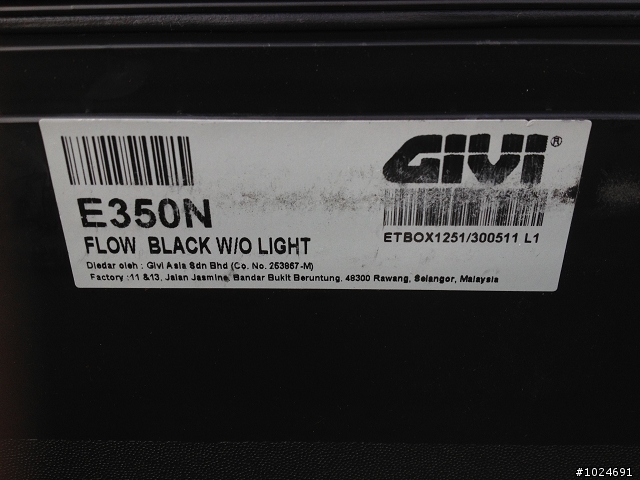 GIVI®
E350N
FLOW BLACK W/O LIGHT
ETBOX1251/300511 L1
Diedar oleh : Givi Asia Sdn Bhd (Co. No. 253867-M)
Factory :11 &13, Jalan Jasmine, Bandar Bukit Beruntung, 48300 Rawang, Selangor, Malaysia
#1024691